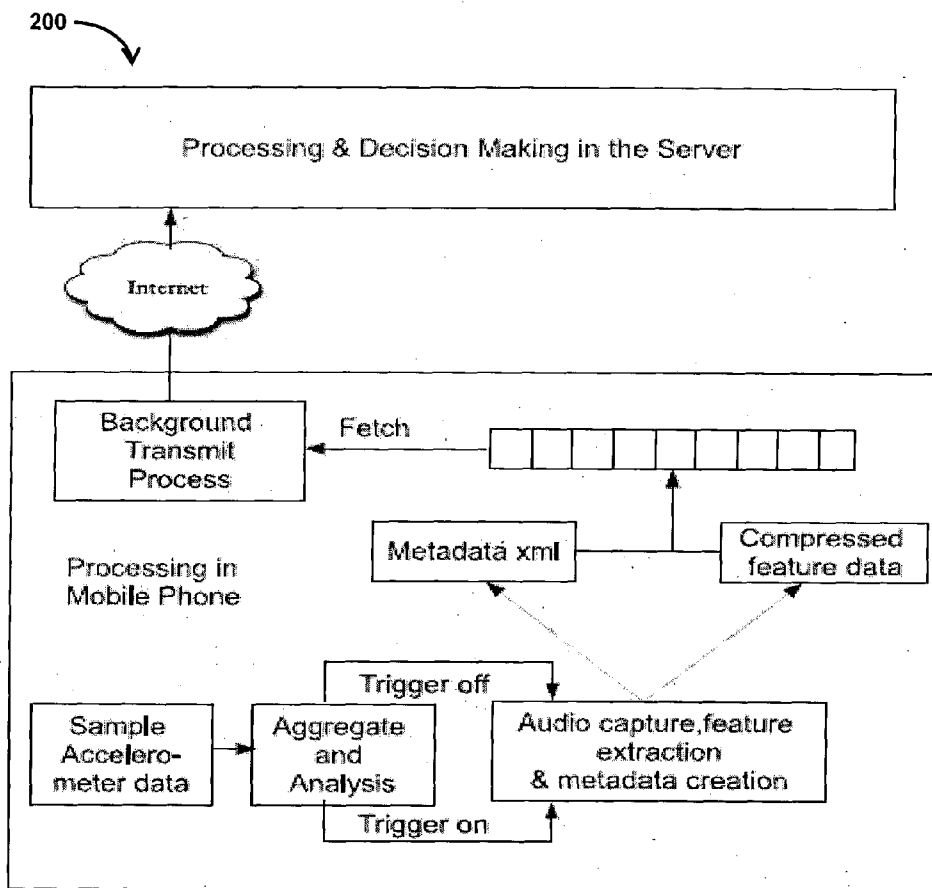 200
Processing & Decision Making in the Server
Internet
Background
Transmit
Process
Fetch
Metadata xml
Compressed
feature data
Processing in
Mobile Phone
Trigger off
Sample
Accelero-
meter data
Aggregate
and
Analysis
Audio capture,feature
extraction
& metadata creation
Trigger on